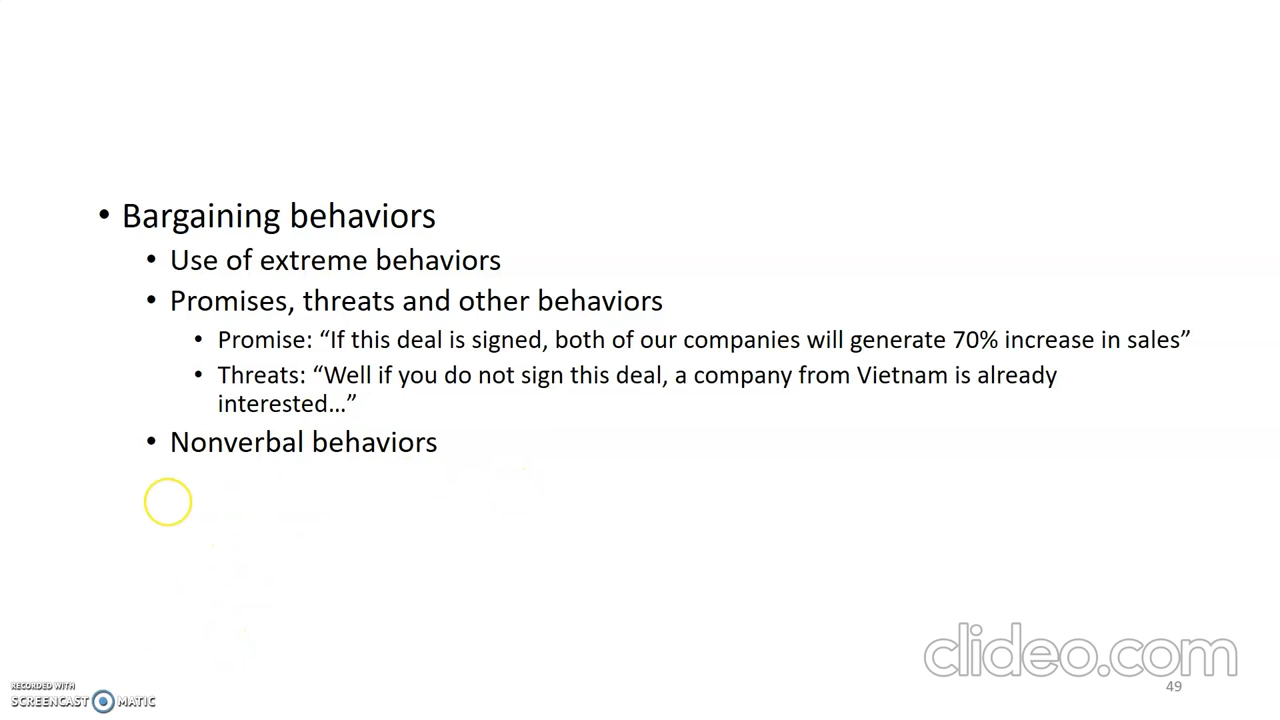 • Bargaining behaviors
• Use of extreme behaviors
• Promises, threats and other behaviors
• Promise: “If this deal is signed, both of our companies will generate 70% increase in sales”
• Threats: “Well if you do not sign this deal, a company from Vietnam is already
interested…”
• Nonverbal behaviors
clideo.com
49
RECORDED WITH
SCREENCAST MATIC